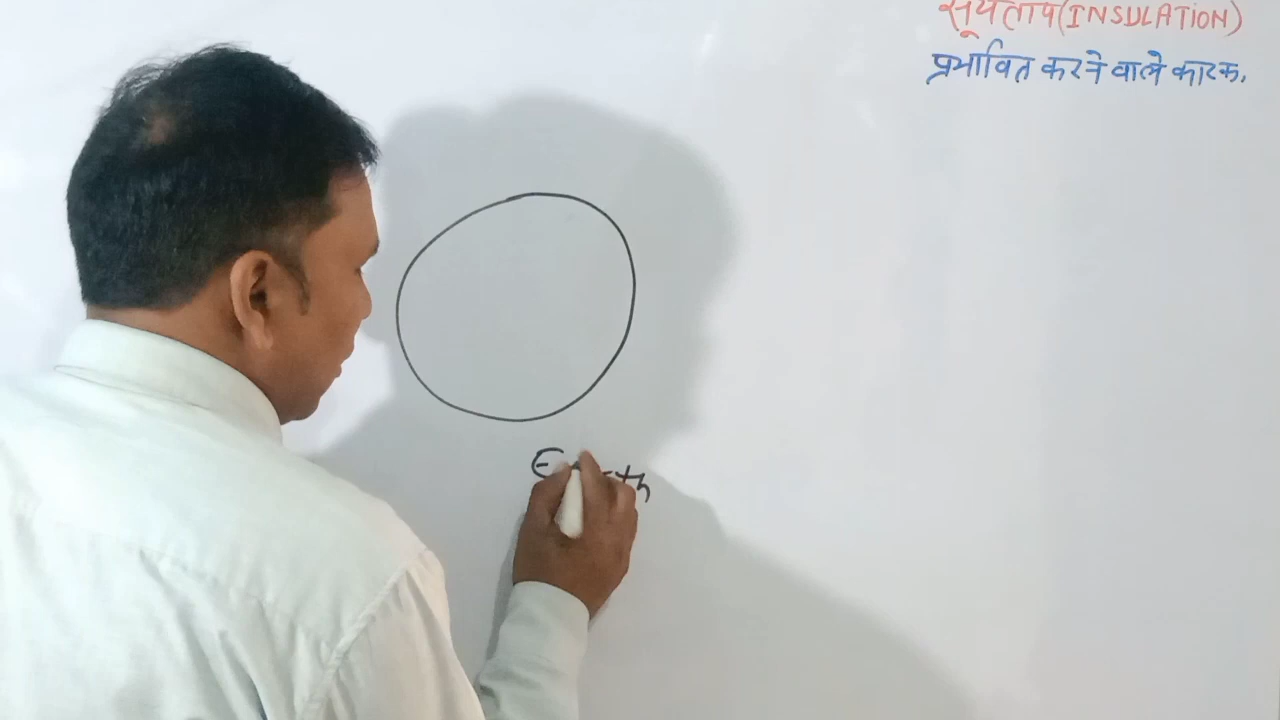 सूर्यताप(INSULATION)
प्रभावित करने वाले कारक.
Earth